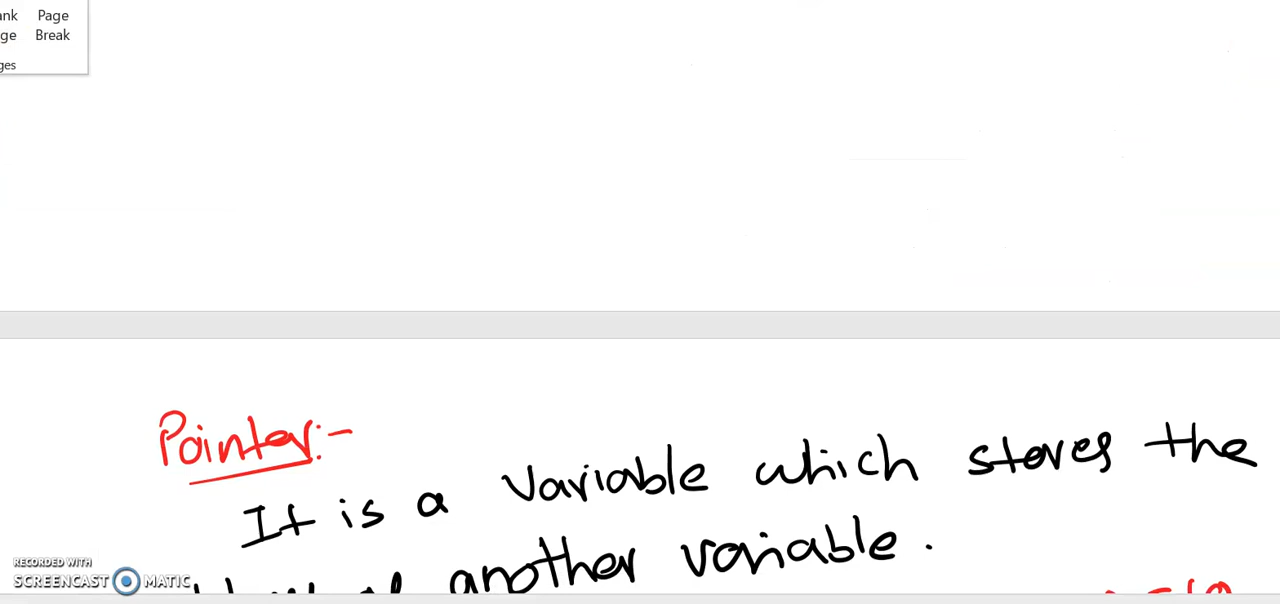 Page
Break
Pointer:-
It is a variable which stores the
another variable.
RECORDED WITH
SCREENCAST MATIC